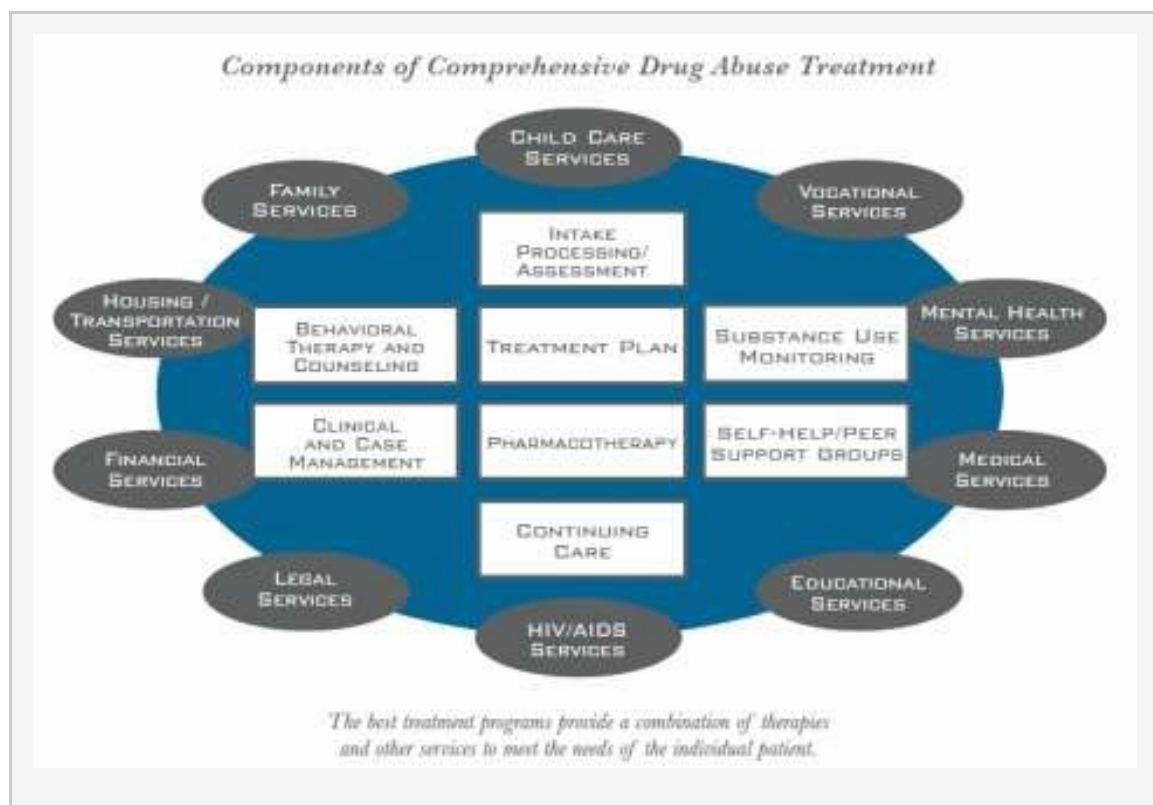 Components of Comprehensive Drug Abuse Treatment
CHILD CARE
SERVICES
FAMILY
SERVICES
VOCATIONAL
SERVICES
INTAKE
PROCESSING/
ASSESSMENT
HOUSING /
TRANSPORTATION
SERVICES
BEHAVIORAL
THERAPY AND
COUNSELING
TREATMENT PLAN
SUBSTANCE USE
MONITORING
MENTAL HEALTH
SERVICES
FINANCIAL
SERVICES
CLINICAL
AND CASE
MANAGEMENT
PHARMACOTHERAPY
SELF-HELP/PEER
SUPPORT GROUPS
MEDICAL
SERVICES
CONTINUING
CARE
LEGAL
SERVICES
HIV/AIDS
SERVICES
EDUCATIONAL
SERVICES
The best treatment programs provide a combination of therapies
and other services to meet the needs of the individual patient.